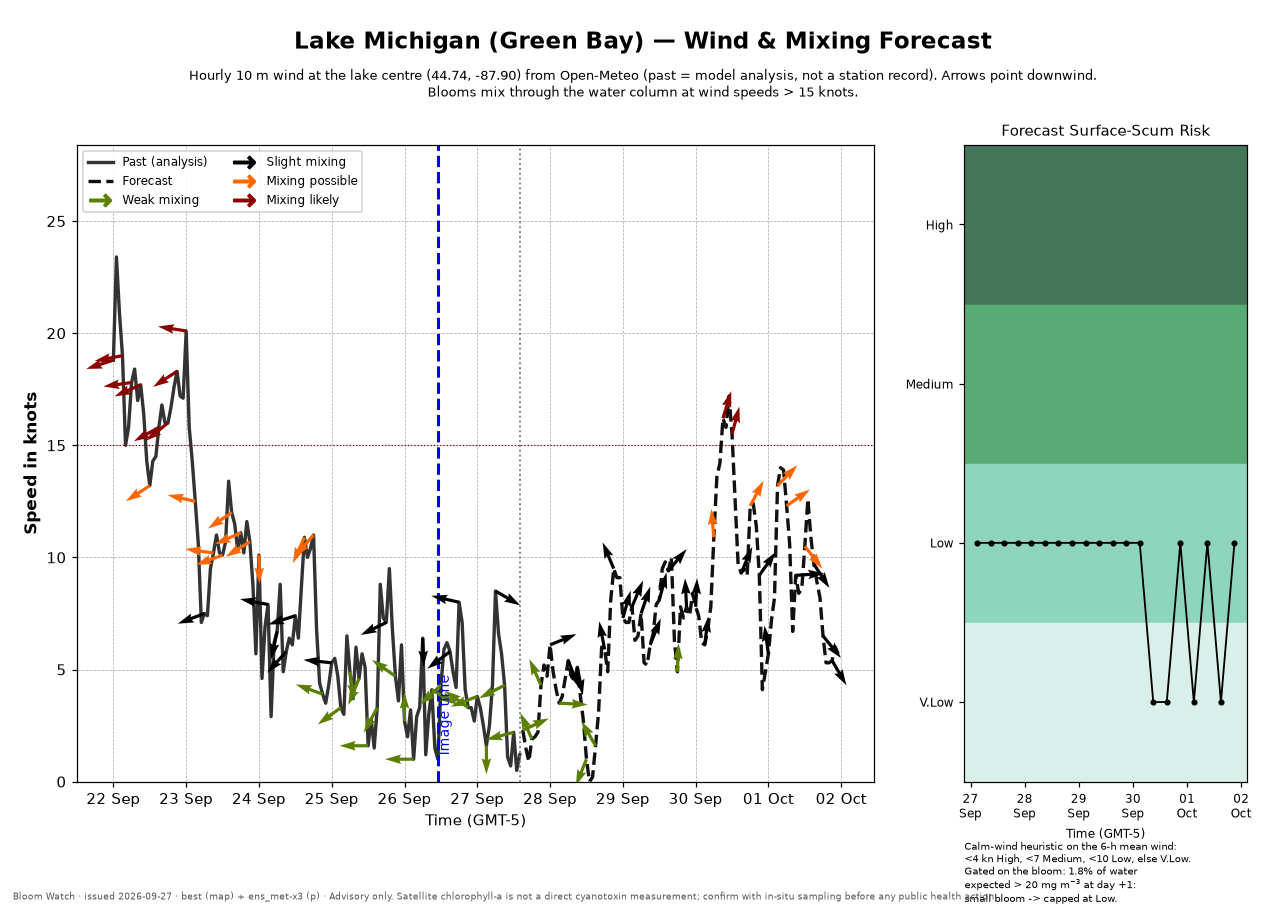 Lake Michigan (Green Bay) — Wind & Mixing Forecast
Hourly 10 m wind at the lake centre (44.74, -87.90) from Open-Meteo (past = model analysis, not a station record). Arrows point downwind.
Blooms mix through the water column at wind speeds > 15 knots.
Past (analysis)
Forecast
Weak mixing
Slight mixing
Mixing possible
Mixing likely
Speed in knots
25
20
15
10
5
0
Image time
22 Sep 23 Sep 24 Sep 25 Sep 26 Sep 27 Sep 28 Sep 29 Sep 30 Sep 01 Oct 02 Oct
Time (GMT-5)
Forecast Surface-Scum Risk
High
Medium
Low
V.Low
27 28 29 30 01 02
Sep Sep Sep Sep Oct Oct
Time (GMT-5)
Calm-wind heuristic on the 6-h mean wind:
<4 kn High, <7 Medium, <10 Low, else V.Low.
Gated on the bloom: 1.8% of water
expected > 20 mg m⁻³ at day +1:
small bloom -> capped at Low.
Bloom Watch · issued 2026-09-27 · best (map) + ens_met-x3 (p) · Advisory only. Satellite chlorophyll-a is not a direct cyanotoxin measurement; confirm with in-situ sampling before any public health action.